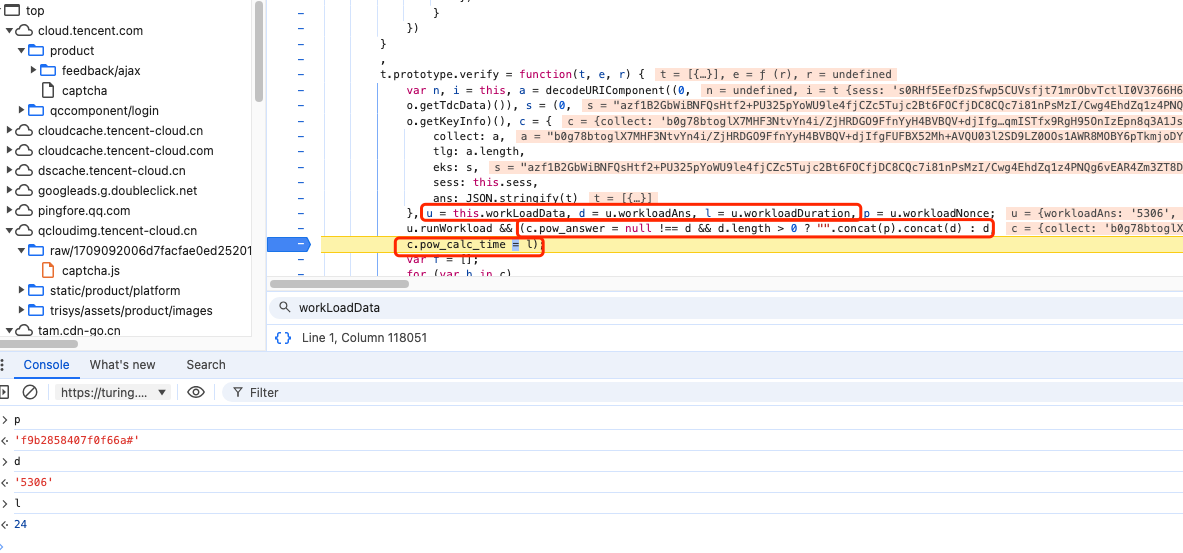 top
cloud.tencent.com
product
feedback/ajax
captcha
qccomponent/login
cloudcache.tencent-cloud.cn
cloudcache.tencent-cloud.com
dscache.tencent-cloud.cn
googleads.g.doubleclick.net
pingfore.qq.com
qcloudimg.tencent-cloud.cn
raw/1709092006d7facfae0ed25201
captcha.js
static/product/platform
trisys/assets/product/images
tam.cdn-go.cn
}
})
}
,
t.prototype.verify = function(t, e, r) { t = [{…}], e = ƒ (r), r = undefined
var n, i = this, a = decodeURIComponent((0, n = undefined, i = t {sess: 's0RHf5EefDzSfwp5CUVsfjt71mrObvTctlI0V3766H6
o.getTdcData)()), s = (0, s = "azf1B2GbWiBNFQsHtf2+PU325pYoWU9le4fjCZc5Tujc2Bt6FOCfjDC8CQc7i81nPsMzI/Cwg4EhdZq1z4PNQ
o.getKeyInfo)(), c = { c = {collect: 'b0g78btoglX7MHF3NtvYn4i/ZjHRDGO9FfnYyH4BVBQV+djIfg…qmISTfx9RgH95OnIzEpn8q3A1Js
collect: a, a = "b0g78btoglX7MHF3NtvYn4i/ZjHRDGO9FfnYyH4BVBQV+djIfgFUFBX52Mh+AVQU03l2SD9LZ0OOs1AWR8MOBY6pTkmjoDY
tlg: a.length,
eks: s, s = "azf1B2GbWiBNFQsHtf2+PU325pYoWU9le4fjCZc5Tujc2Bt6FOCfjDC8CQc7i81nPsMzI/Cwg4EhdZq1z4PNQg6vEAR4Zm3ZT8D
sess: this.sess,
ans: JSON.stringify(t) t = [{…}]
}, u = this.workLoadData, d = u.workloadAns, l = u.workloadDuration, p = u.workloadNonce; u = {workloadAns: '5306',
u.runWorkload && (c.pow_answer = null !== d && d.length > 0 ? "".concat(p).concat(d) : d, c = {collect: 'b0g78btoglX
c.pow_calc_time = l);
var f = [];
for (var h in c)
workLoadData
{} Line 1, Column 118051
Console What's new Search
https://turing.... Filter
p
'f9b2858407f0f66a#'
d
'5306'
l
24